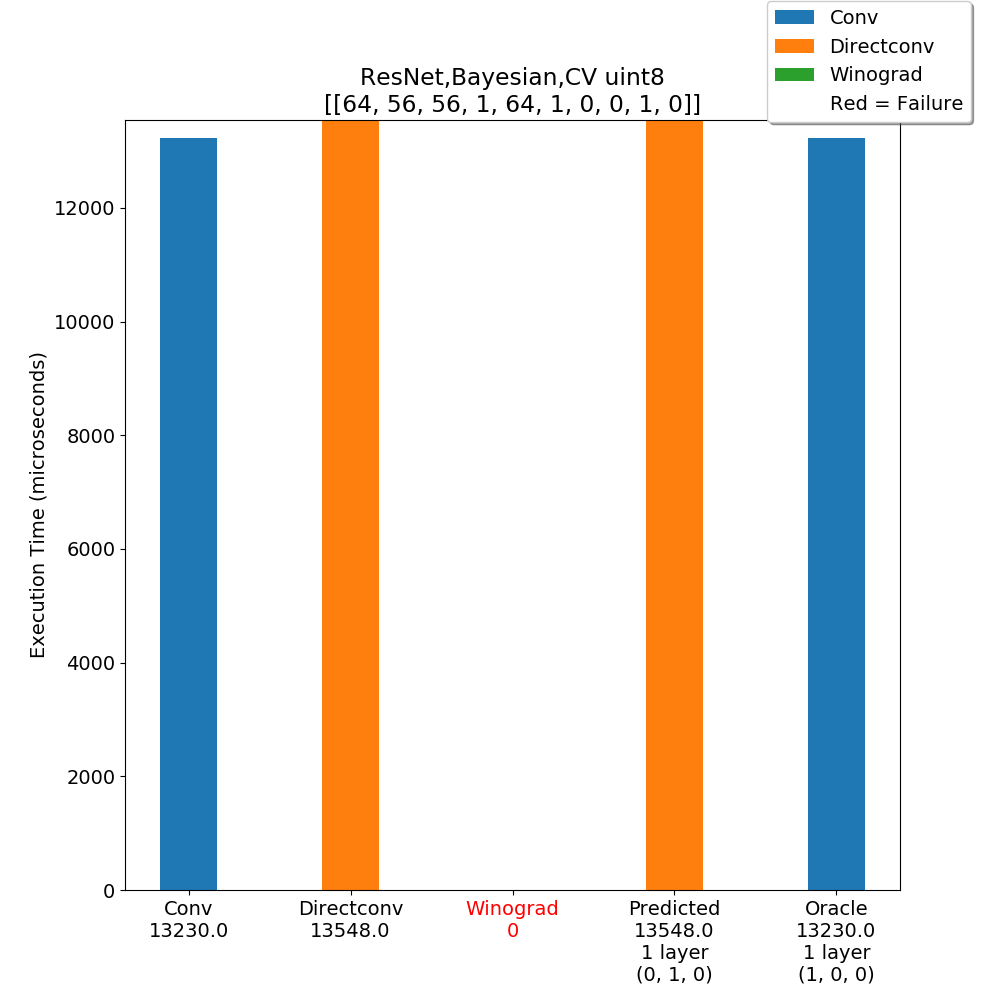 Conv
Directconv
Winograd
Red = Failure
ResNet,Bayesian,CV uint8
[[64, 56, 56, 1, 64, 1, 0, 0, 1, 0]]
Execution Time (microseconds)
12000
10000
8000
6000
4000
2000
0
Conv
13230.0
Directconv
13548.0
Winograd
0
Predicted
13548.0
1 layer
(0, 1, 0)
Oracle
13230.0
1 layer
(1, 0, 0)